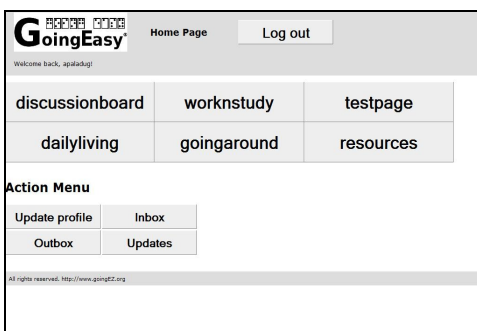 GoingEasy®
Home Page
Log out
Welcome back, apaladug!
discussionboard worknstudy testpage
dailyliving goingaround resources
Action Menu
Update profile Inbox
Outbox Updates
All rights reserved. http://www.goingEZ.org